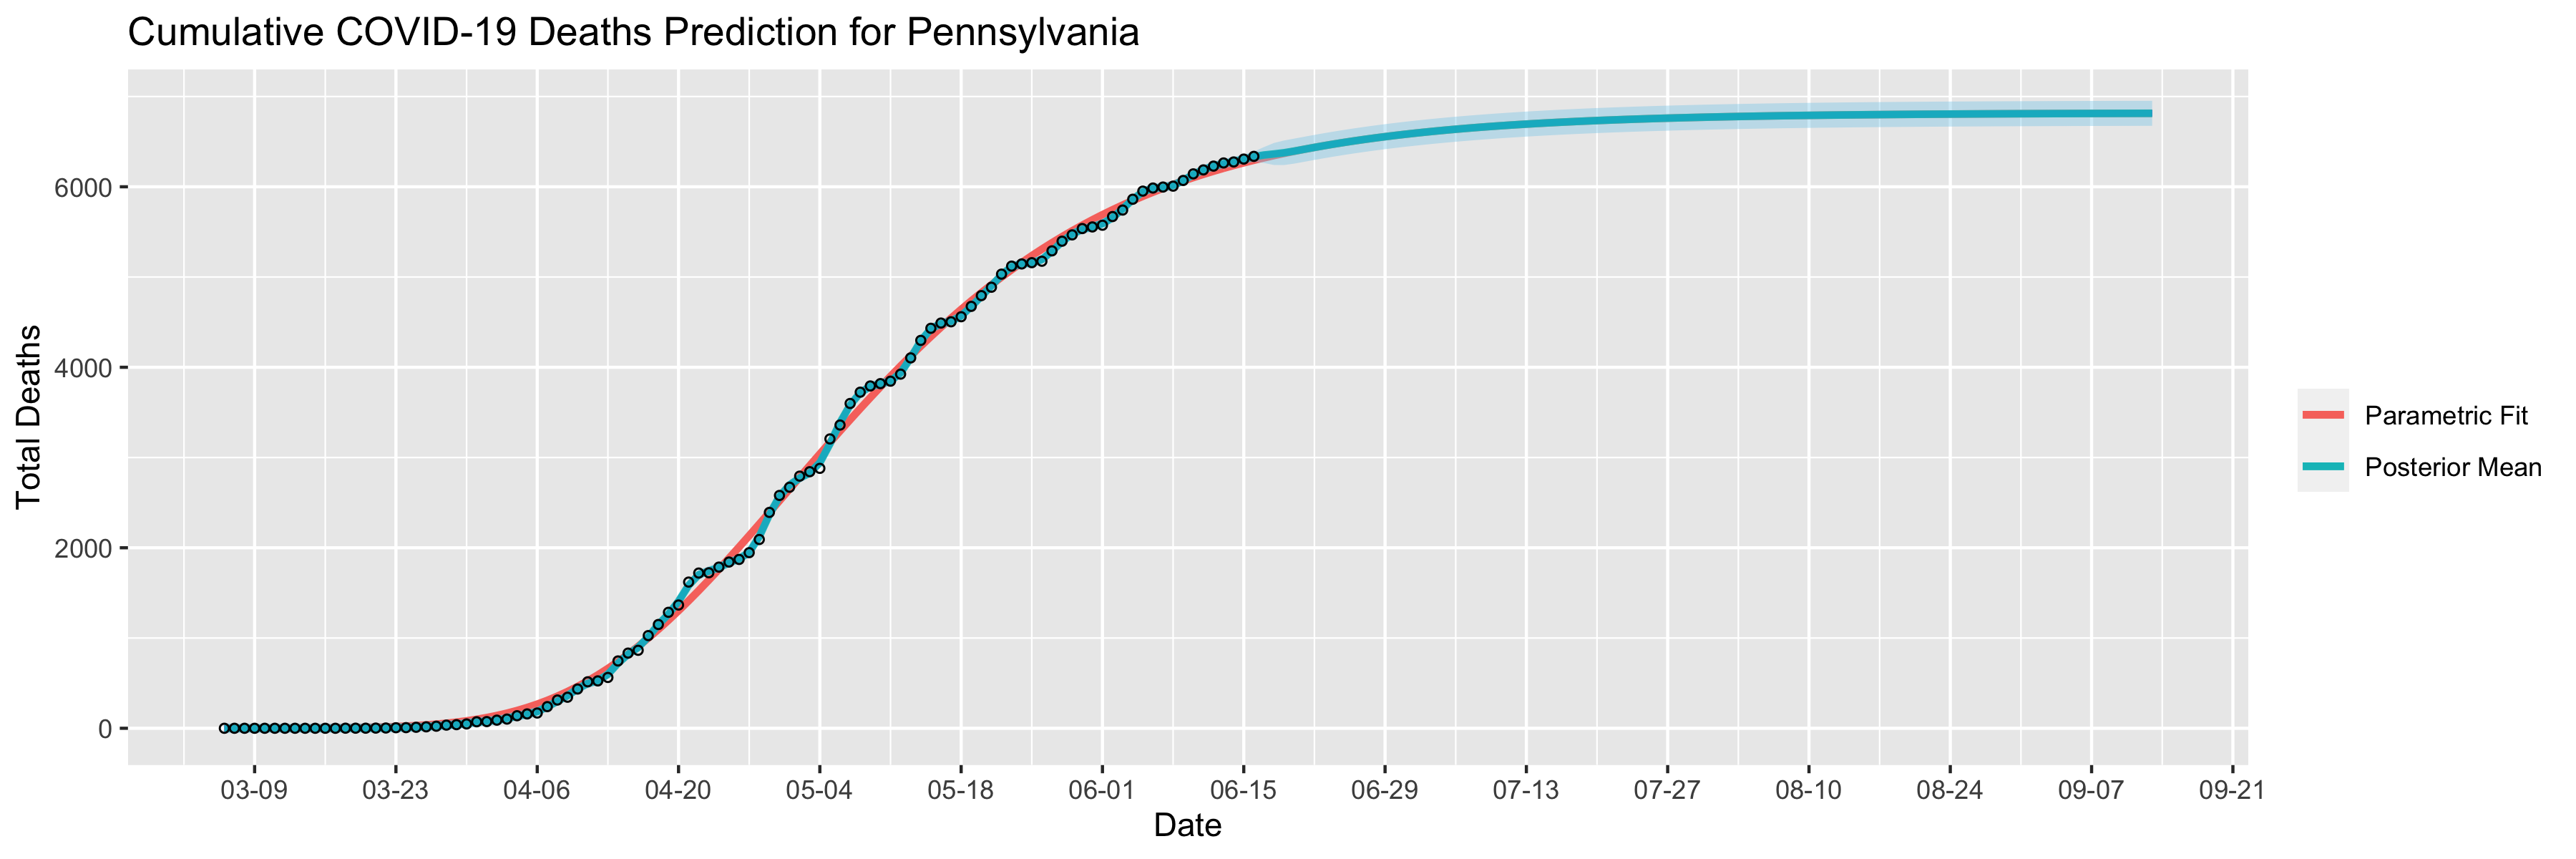 Cumulative COVID-19 Deaths Prediction for Pennsylvania
Total Deaths
6000
4000
2000
0
03-09 03-23 04-06 04-20 05-04 05-18 06-01 06-15 06-29 07-13 07-27 08-10 08-24 09-07 09-21
Date
Parametric Fit
Posterior Mean